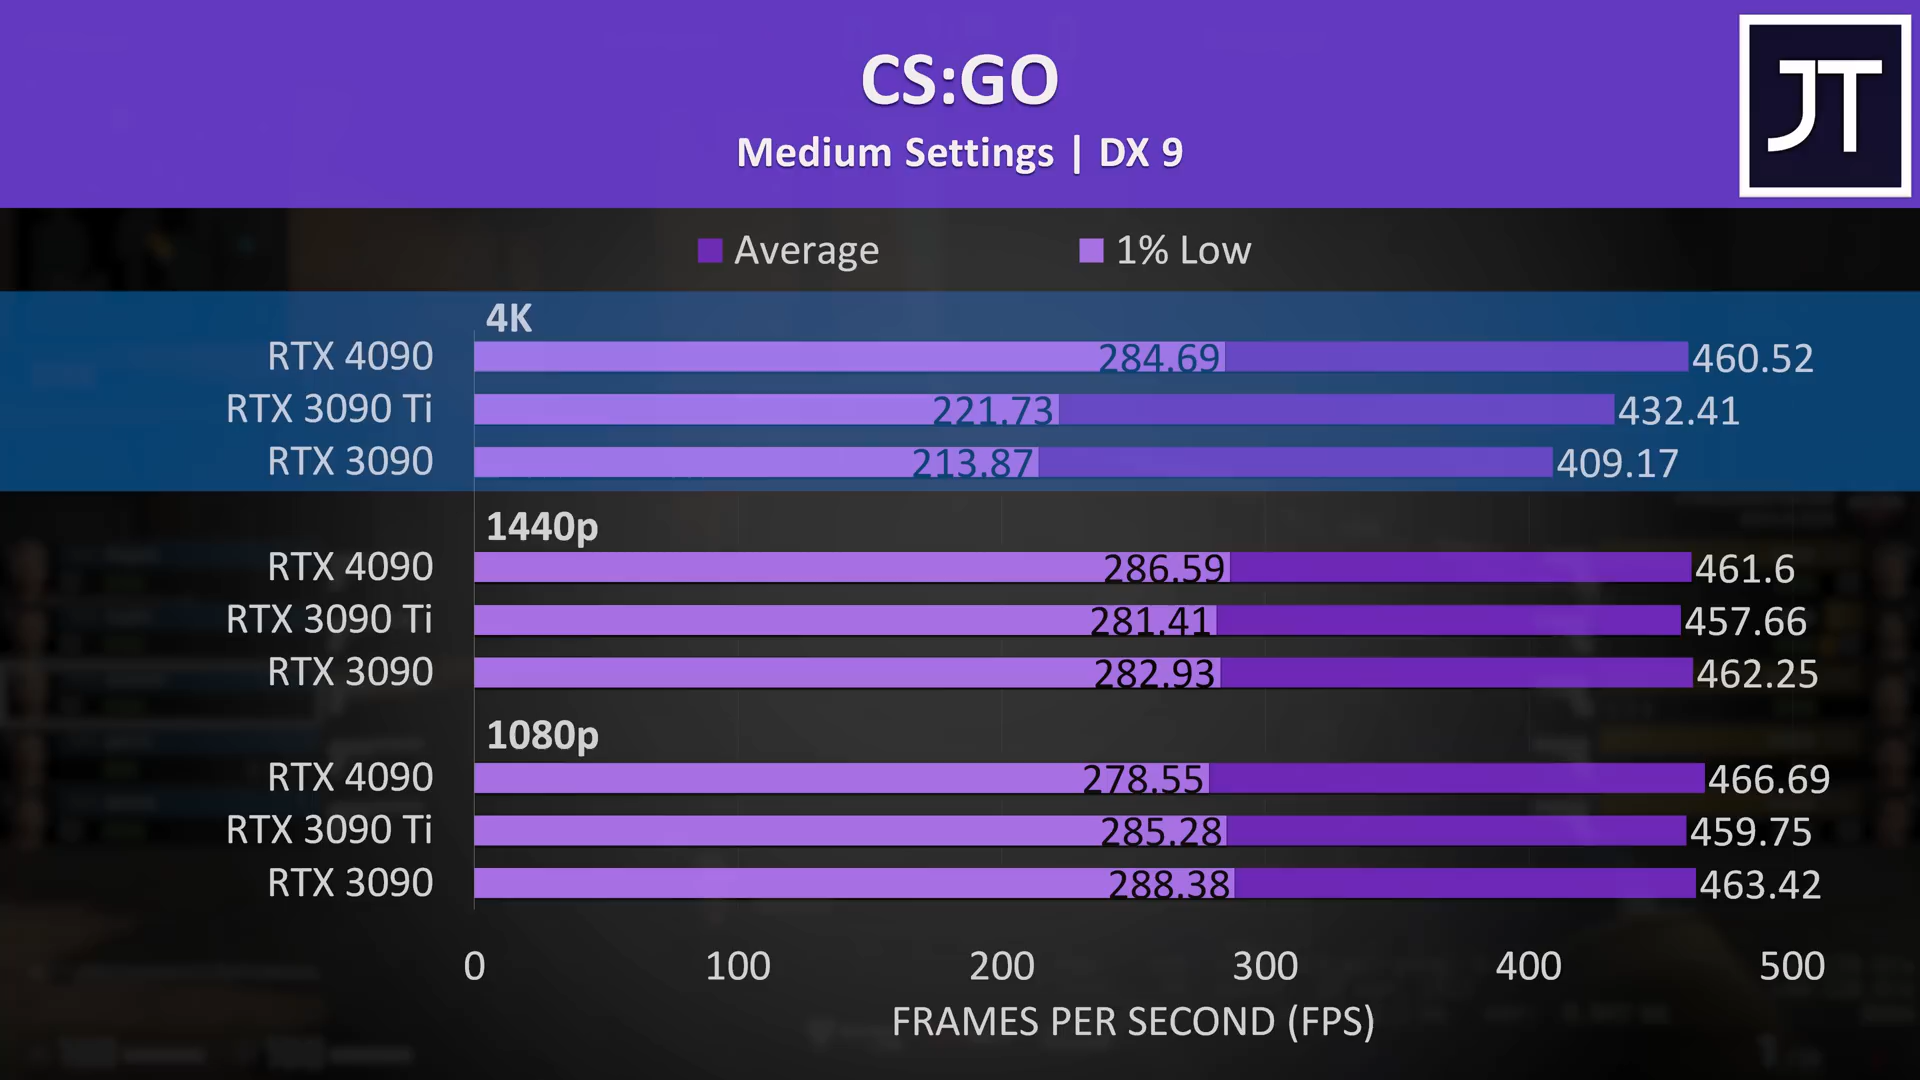 CS:GO
JT
Medium Settings | DX 9
Average 1% Low
4K
RTX 4090 284.69 460.52
RTX 3090 Ti 221.73 432.41
RTX 3090 213.87 409.17
1440p
RTX 4090 286.59 461.6
RTX 3090 Ti 281.41 457.66
RTX 3090 282.93 462.25
1080p
RTX 4090 278.55 466.69
RTX 3090 Ti 285.28 459.75
RTX 3090 288.38 463.42
0 100 200 300 400 500
FRAMES PER SECOND (FPS)